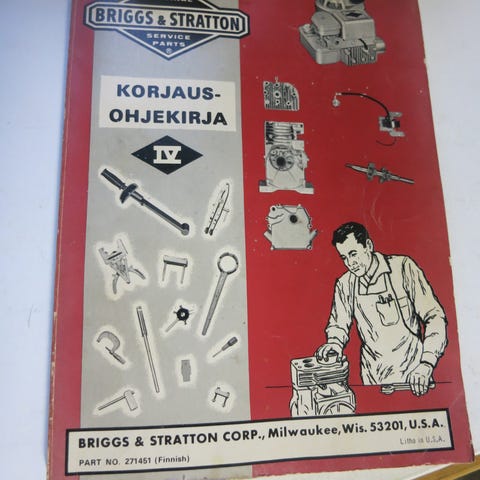 BRIGGS & STRATTON
SERVICE
PARTS
®
KORJAUS-
OHJEKIRJA
IV
BRIGGS & STRATTON CORP., Milwaukee, Wis. 53201, U.S.A.
PART NO. 271451 (Finnish)
Litho in U.S.A.